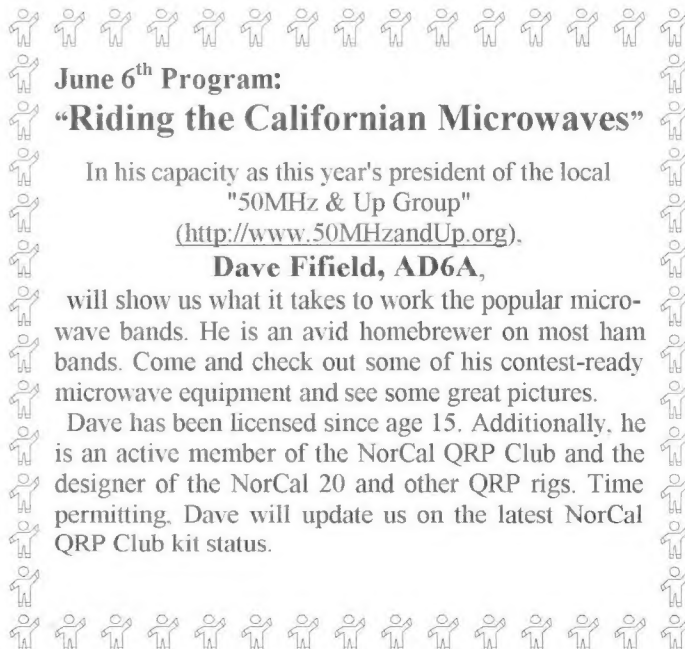 June 6th Program:
“Riding the Californian Microwaves”
In his capacity as this year's president of the local
"50MHz & Up Group"
(http://www.50MHzandUp.org),
Dave Fifield, AD6A,
will show us what it takes to work the popular micro-
wave bands. He is an avid homebrewer on most ham
bands. Come and check out some of his contest-ready
microwave equipment and see some great pictures.
Dave has been licensed since age 15. Additionally, he
is an active member of the NorCal QRP Club and the
designer of the NorCal 20 and other QRP rigs. Time
permitting, Dave will update us on the latest NorCal
QRP Club kit status.